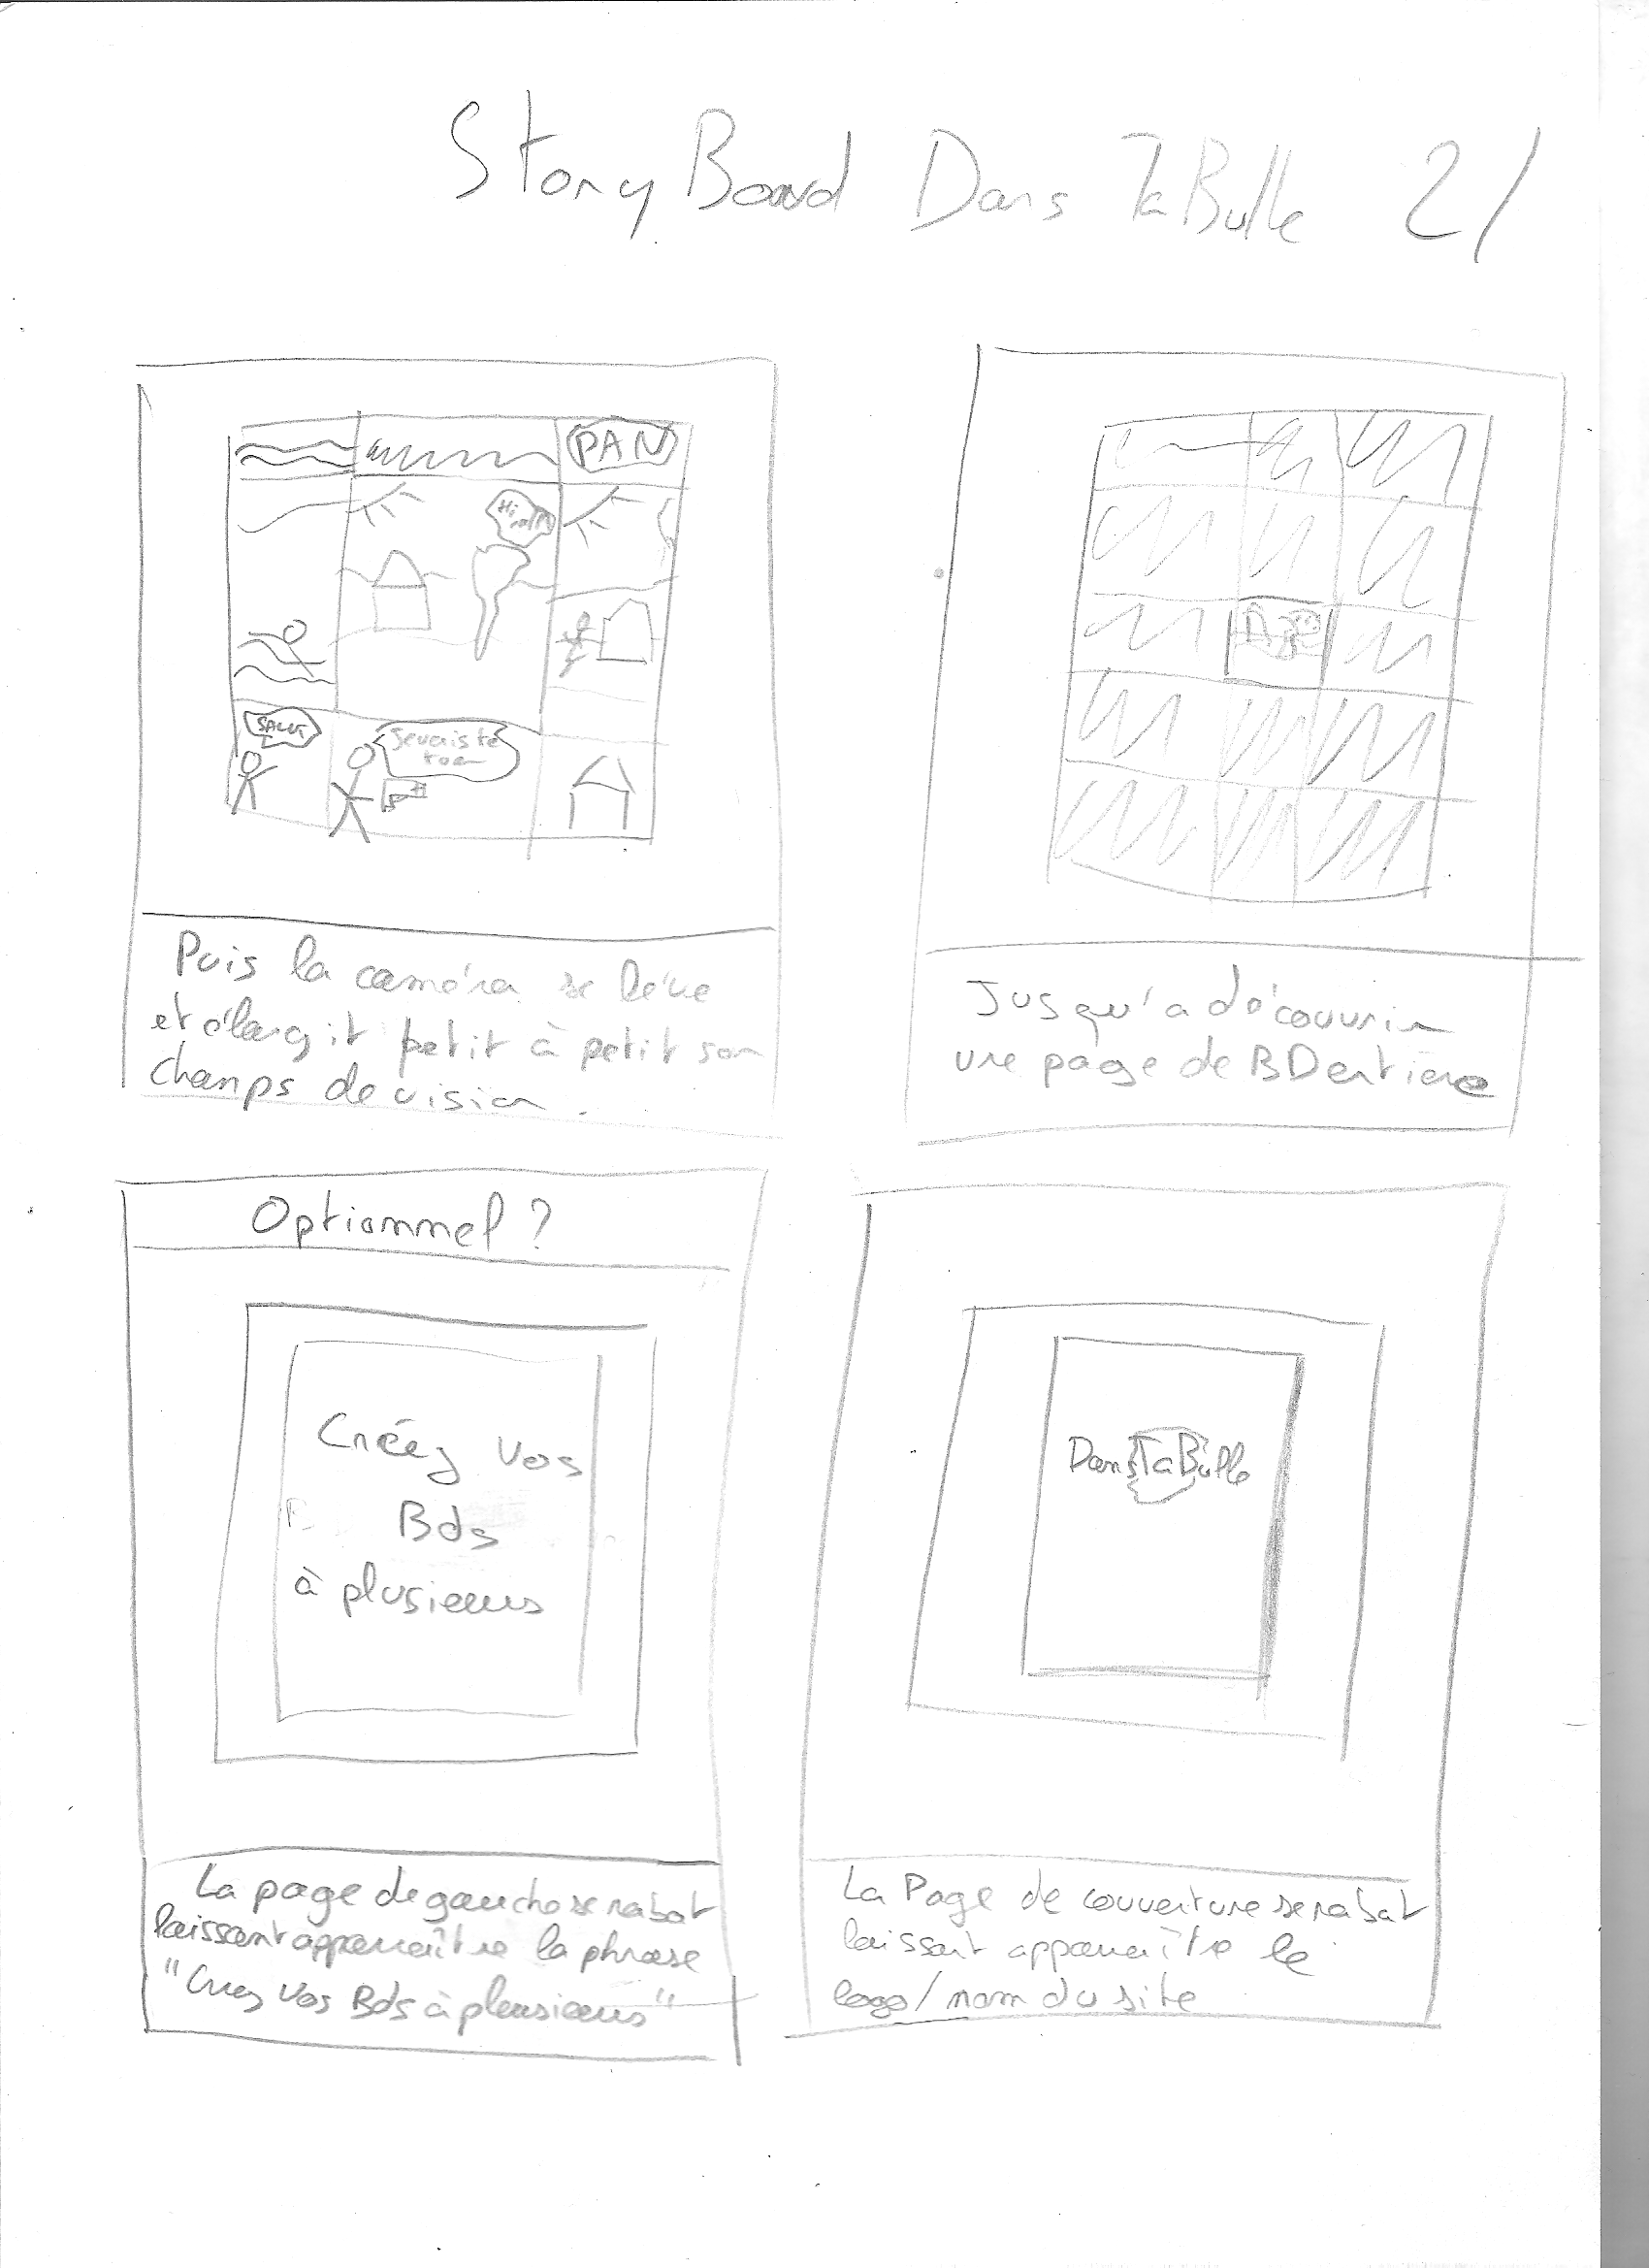 StoryBoard Dans TaBulle 2/
PAN
SALUT
Je vais te
tuer
Puis la caméra se lève
et élargit petit à petit son
champs de vision.
Jusqu'a découvrir
une page de BD entière
Optionnel ?
Créez vos
Bds
à plusieurs
DansTaBulle
La page de gauche se rabat
laissant apparaître la phrase
"Créez vos Bds à plusieurs"
La Page de couverture se rabat
laissant apparaître le
logo/nom du site